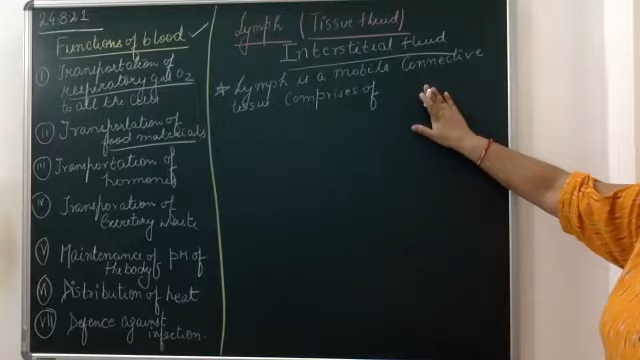 24.8.21
Functions of blood
I Transportation of
respiratory gas O2
to all the cells
II Transportation of
food materials
III Transportation of
hormones
IV Transporation of
Excretory waste
V Maintenance of pH of
the body
VI Distribution of heat
VII Defence against
infection.
Lymph (Tissue fluid)
Interstitial fluid
* Lymph is a mobile Connective
tissue Comprises of